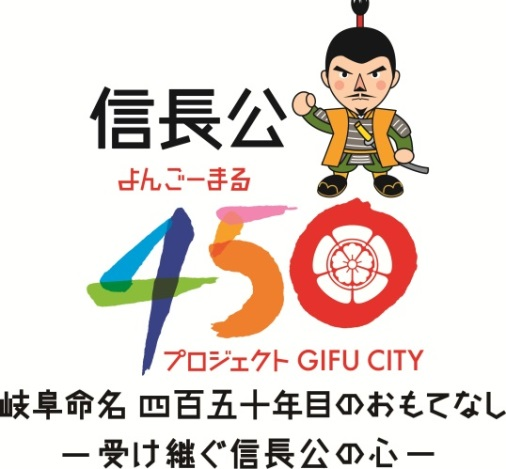 信長公
よんごーまる
450
プロジェクト GIFU CITY
岐阜命名 四百五十年目のおもてなし
―受け継ぐ信長公の心―